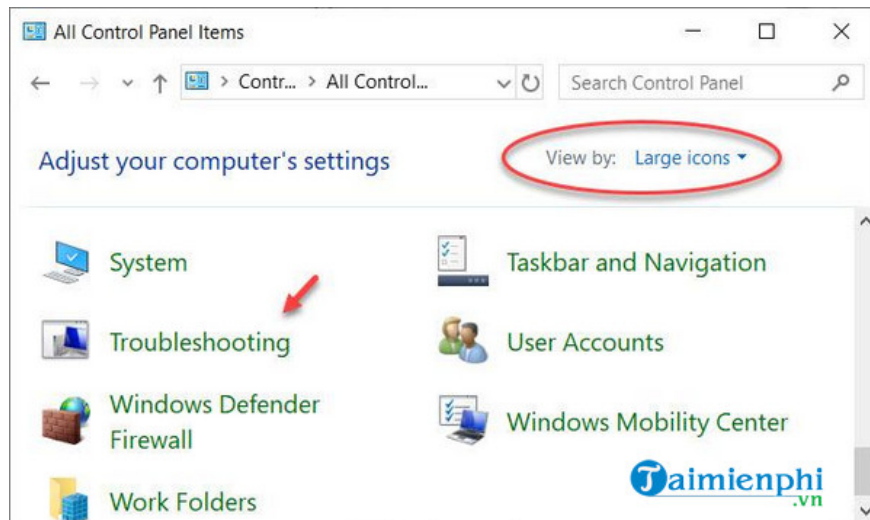 All Control Panel Items
Contr... > All Control...
Search Control Panel
Adjust your computer's settings
View by: Large icons
System
Taskbar and Navigation
Troubleshooting
User Accounts
Windows Defender
Firewall
Windows Mobility Center
Work Folders
Taimienphi
.vn